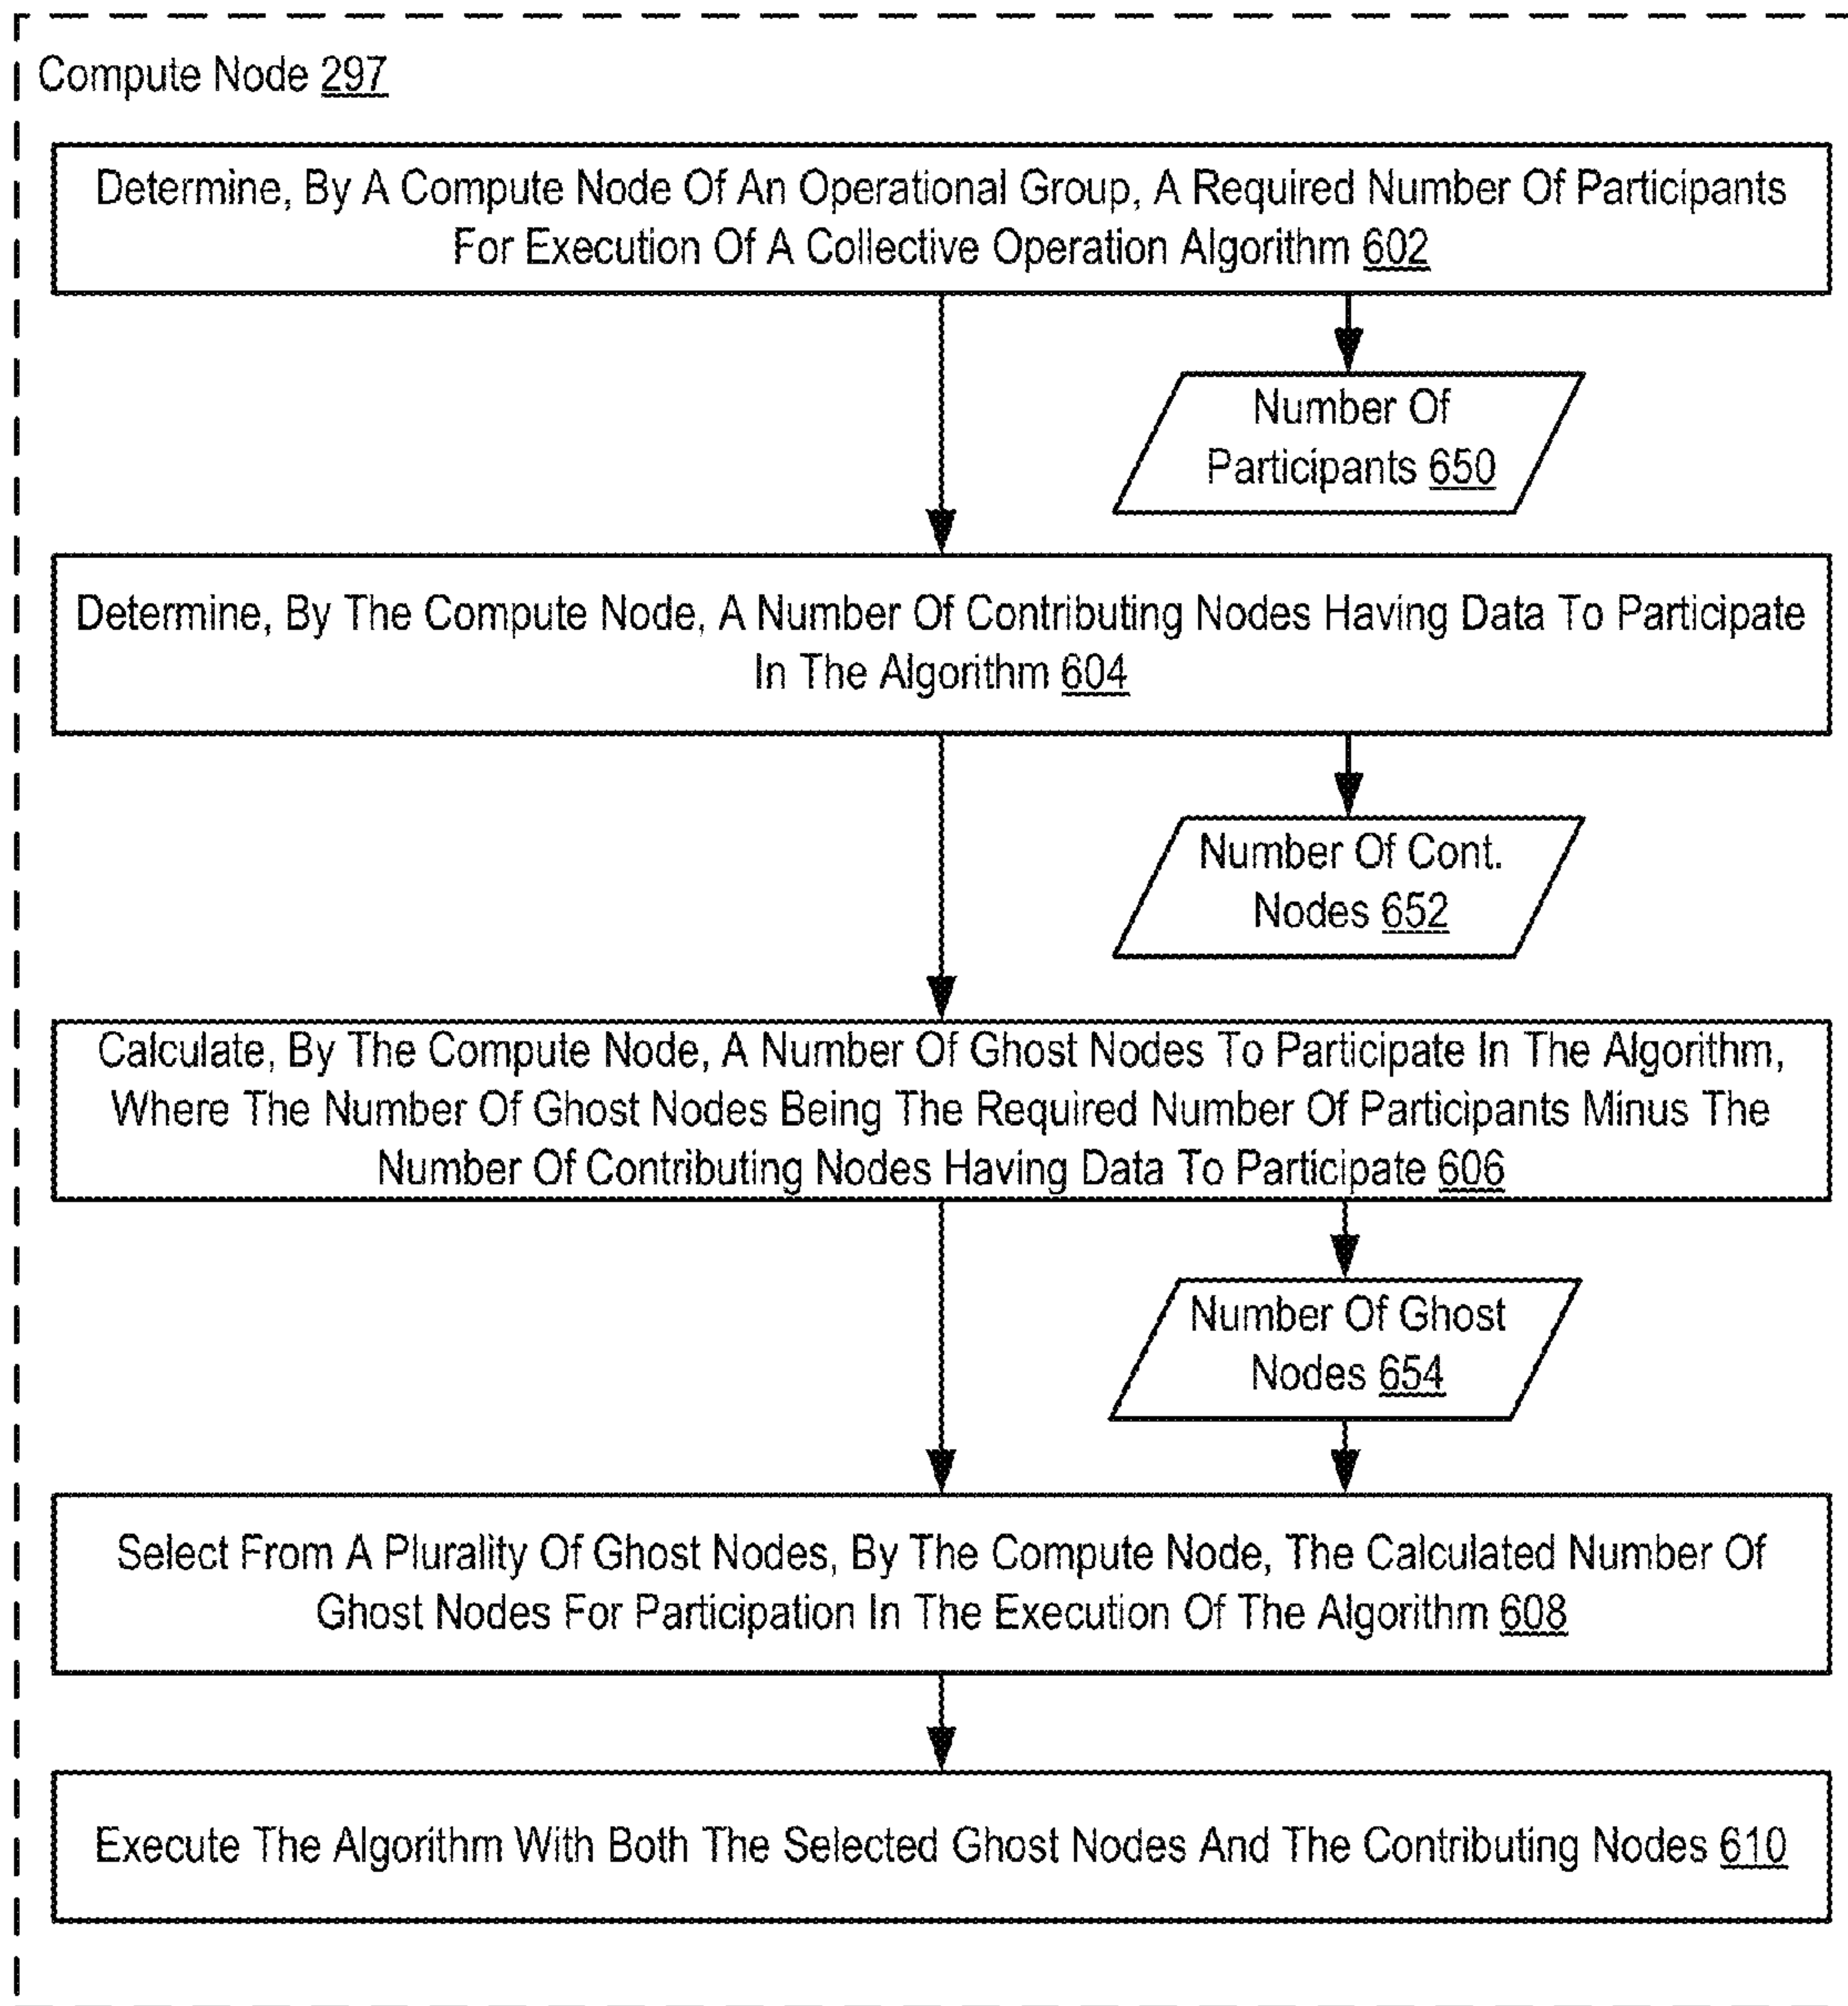 Compute Node 297
Determine, By A Compute Node Of An Operational Group, A Required Number Of Participants
For Execution Of A Collective Operation Algorithm 602
Number Of
Participants 650
Determine, By The Compute Node, A Number Of Contributing Nodes Having Data To Participate
In The Algorithm 604
Number Of Cont.
Nodes 652
Calculate, By The Compute Node, A Number Of Ghost Nodes To Participate In The Algorithm,
Where The Number Of Ghost Nodes Being The Required Number Of Participants Minus The
Number Of Contributing Nodes Having Data To Participate 606
Number Of Ghost
Nodes 654
Select From A Plurality Of Ghost Nodes, By The Compute Node, The Calculated Number Of
Ghost Nodes For Participation In The Execution Of The Algorithm 608
Execute The Algorithm With Both The Selected Ghost Nodes And The Contributing Nodes 610